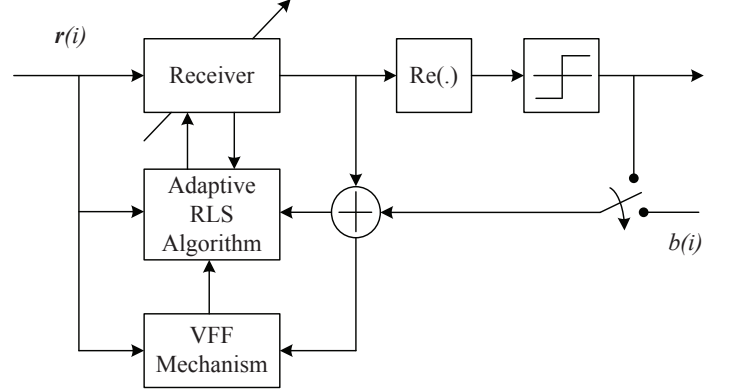 r(i)
Receiver
Re(.)
Adaptive
RLS
Algorithm
b(i)
VFF
Mechanism